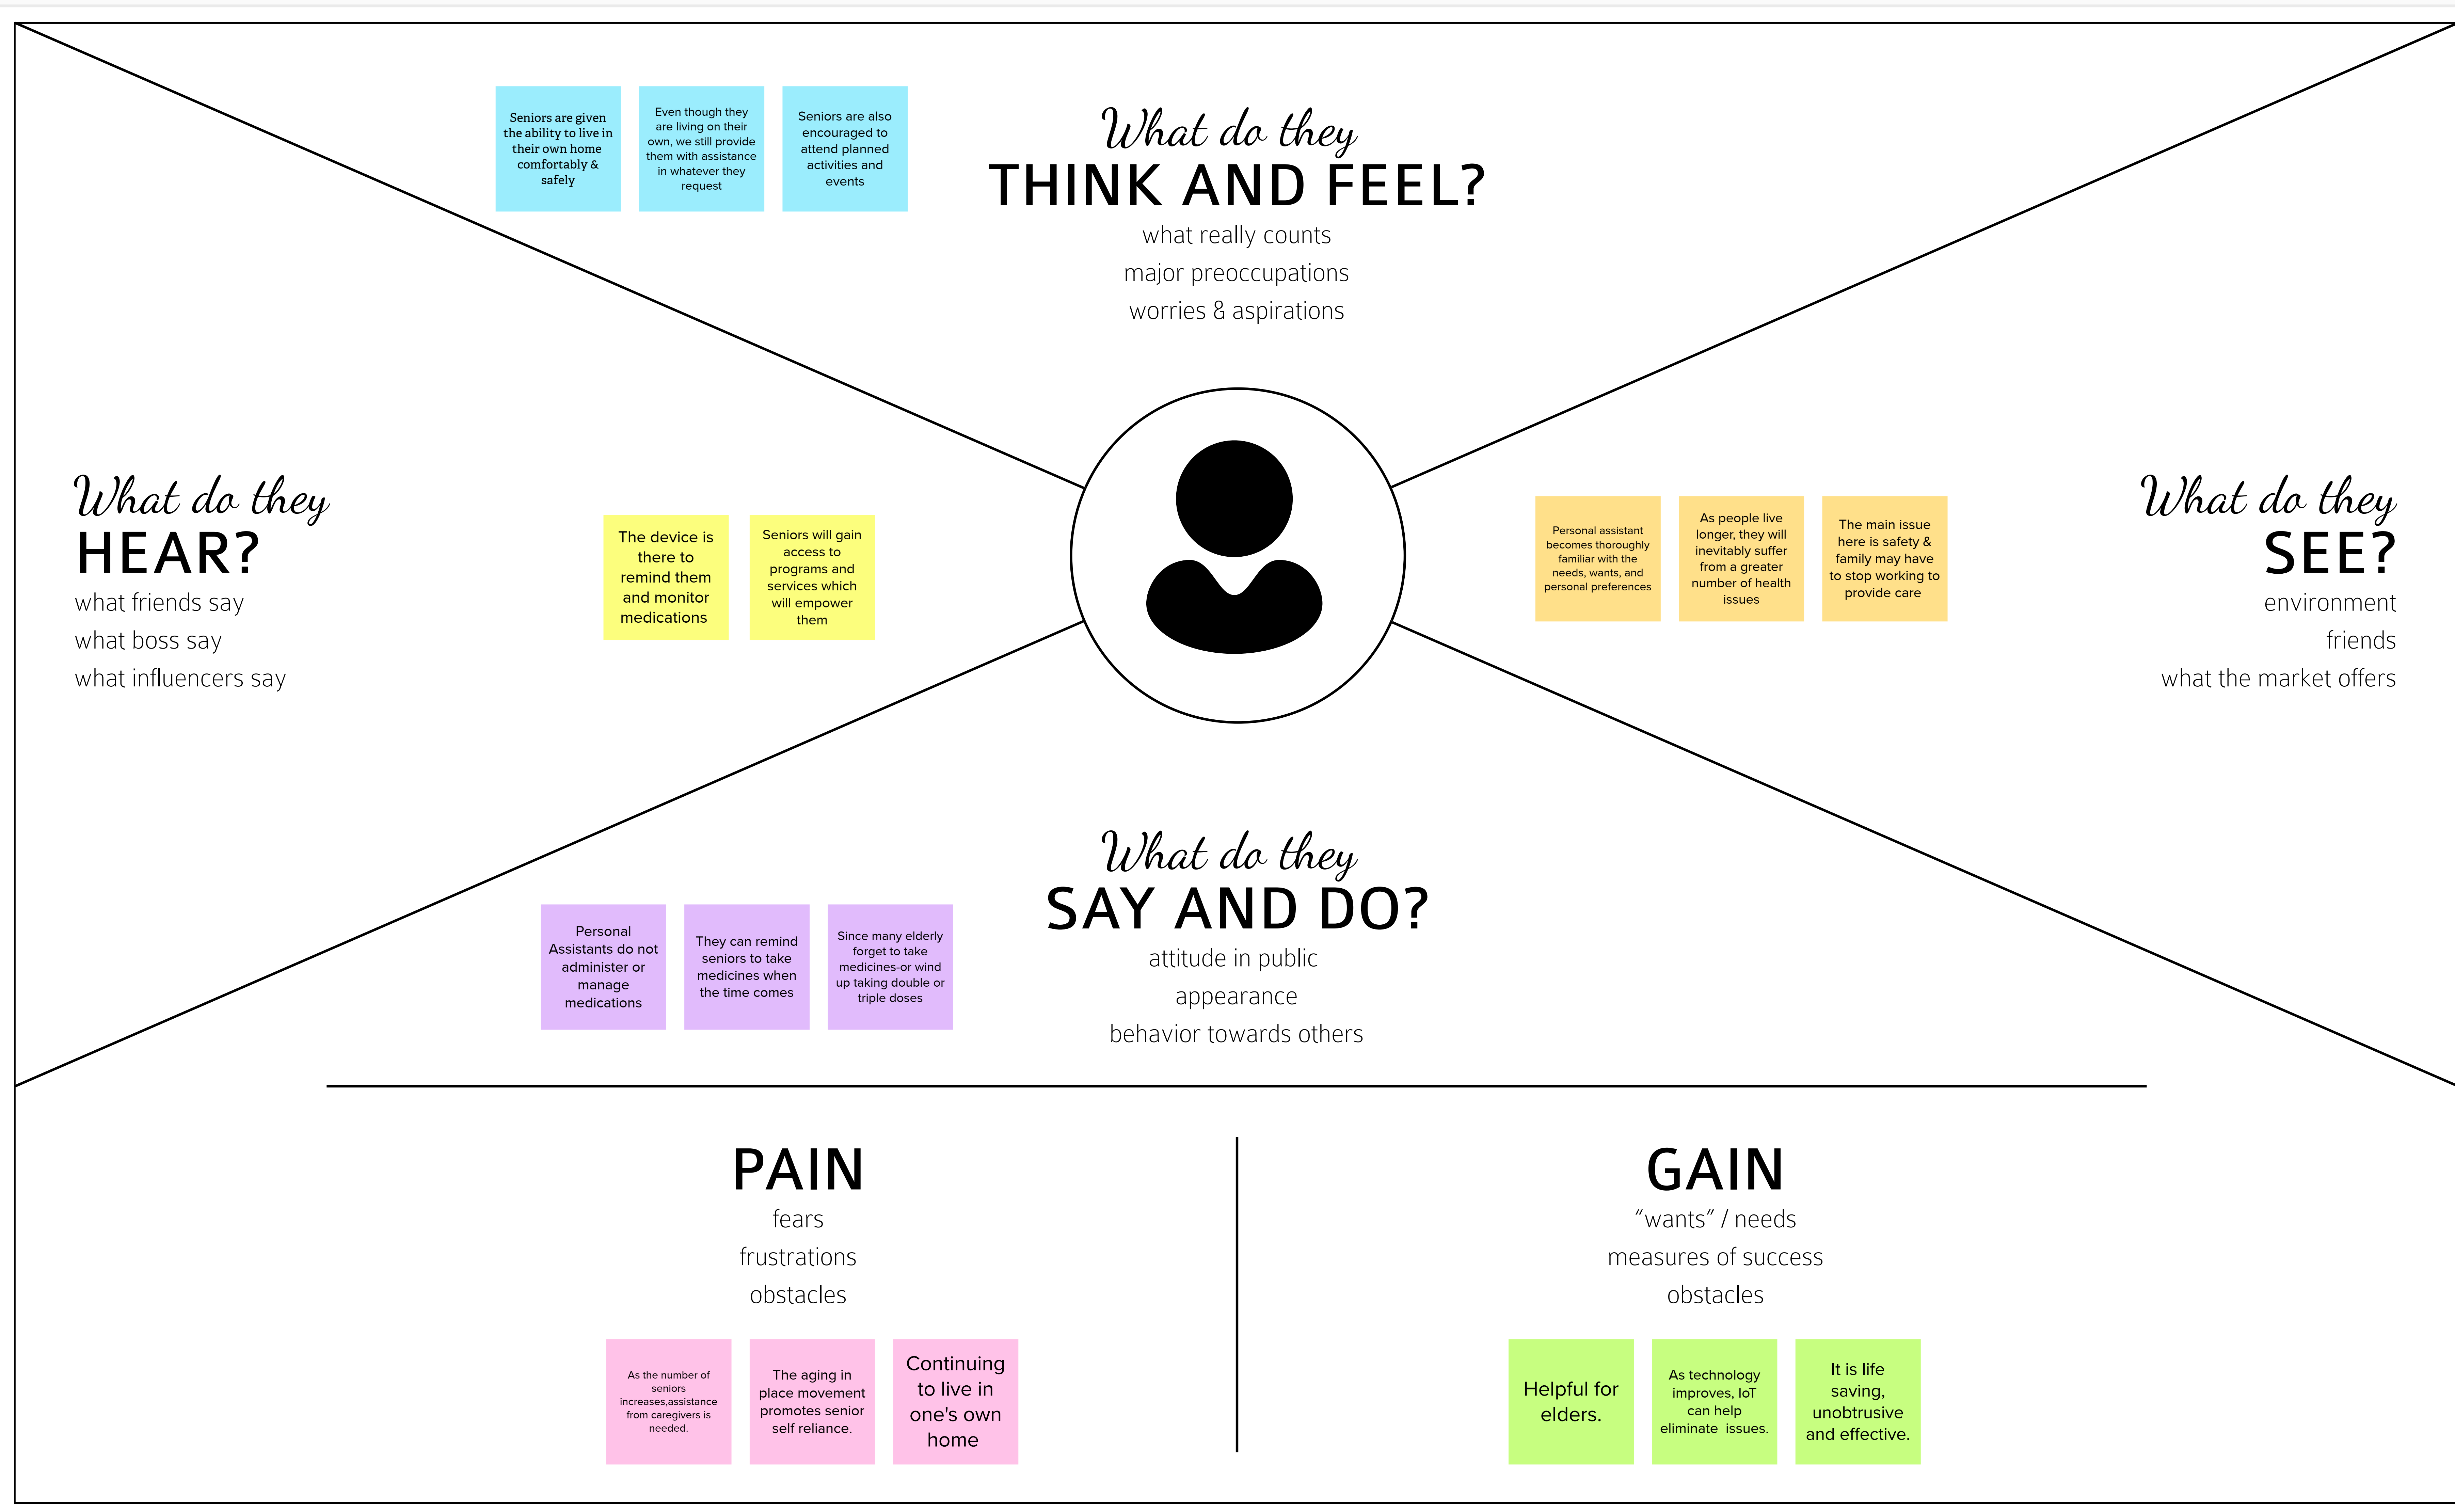 Seniors are given
the ability to live in
their own home
comfortably &
safely
Even though they
are living on their
own, we still provide
them with assistance
in whatever they
request
Seniors are also
encouraged to
attend planned
activities and
events
What do they
THINK AND FEEL?
what really counts
major preoccupations
worries & aspirations
What do they
HEAR?
what friends say
what boss say
what influencers say
The device is
there to
remind them
and monitor
medications
Seniors will gain
access to
programs and
services which
will empower
them
Personal assistant
becomes thoroughly
familiar with the
needs, wants, and
personal preferences
As people live
longer, they will
inevitably suffer
from a greater
number of health
issues
The main issue
here is safety &
family may have
to stop working to
provide care
What do they
SEE?
environment
friends
what the market offers
What do they
SAY AND DO?
attitude in public
appearance
behavior towards others
Personal
Assistants do not
administer or
manage
medications
They can remind
seniors to take
medicines when
the time comes
Since many elderly
forget to take
medicines-or wind
up taking double or
triple doses
PAIN
fears
frustrations
obstacles
As the number of
seniors
increases,assistance
from caregivers is
needed.
The aging in
place movement
promotes senior
self reliance.
Continuing
to live in
one's own
home
GAIN
“wants” / needs
measures of success
obstacles
Helpful for
elders.
As technology
improves, IoT
can help
eliminate  issues.
It is life
saving,
unobtrusive
and effective.